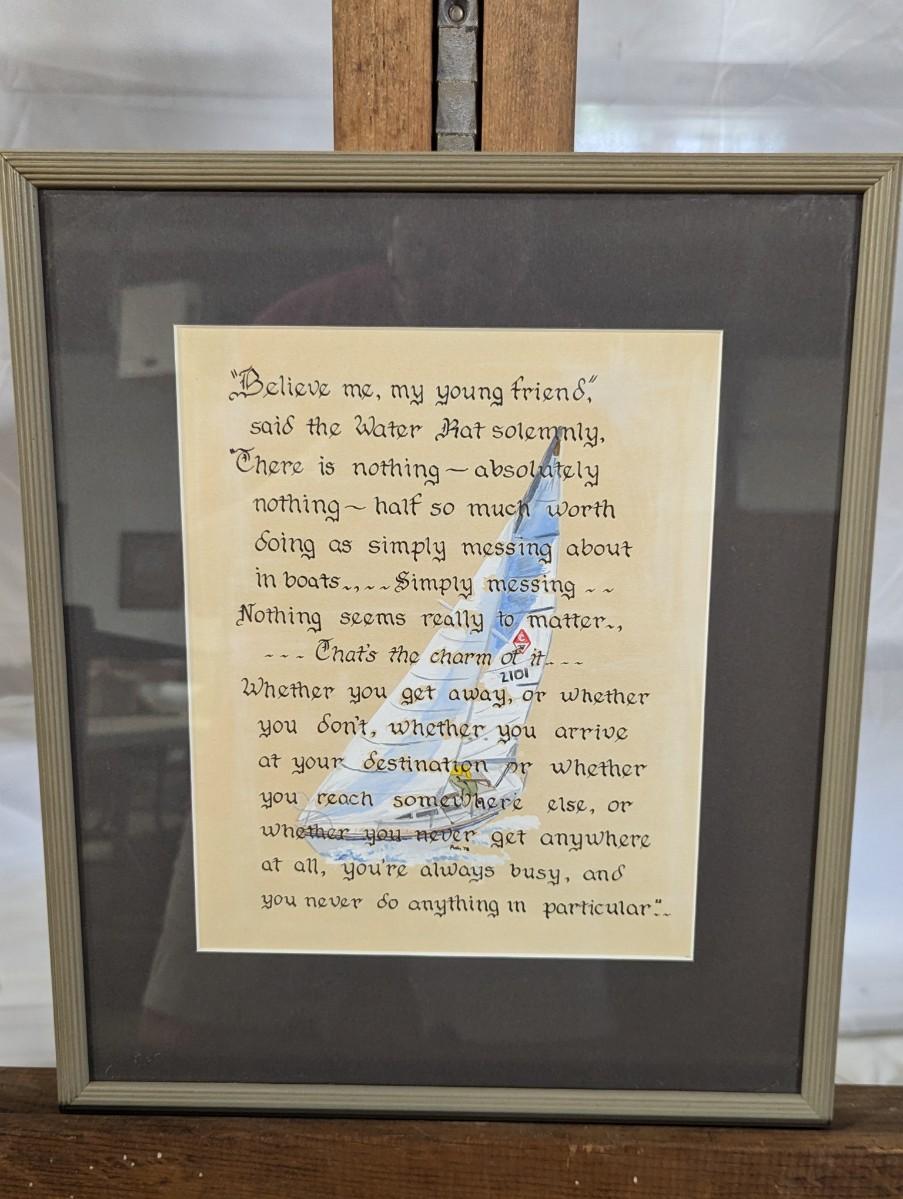 "Believe me, my young friend,"
said the Water Rat solemnly,
"There is nothing ~ absolutely
nothing ~ half so much worth
doing as simply messing about
in boats.,.~~Simply messing ~~
Nothing seems really to matter.,
~~~ That's the charm of it~~~
Whether you get away, or whether
you don't, whether you arrive
at your destination or whether
you reach somewhere else, or
whether you never get anywhere
at all, you're always busy, and
you never do anything in particular"..
C
2101